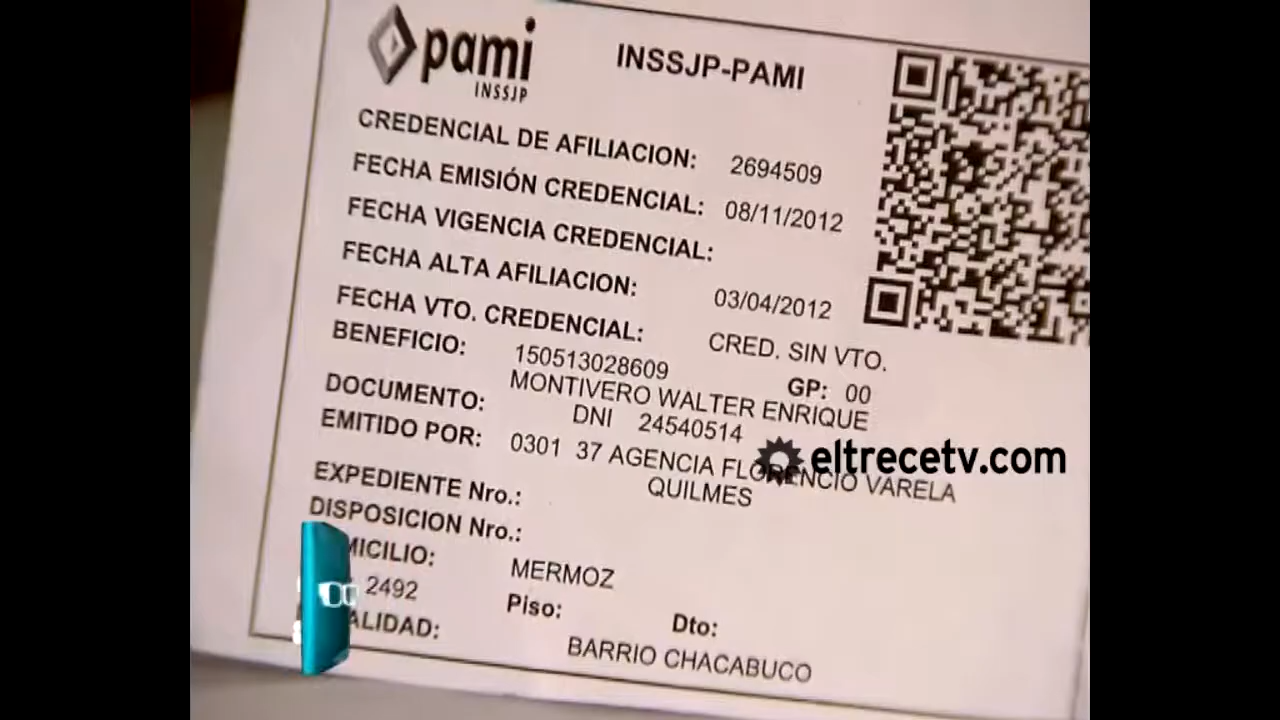 pami
INSSJP
INSSJP-PAMI
CREDENCIAL DE AFILIACION: 2694509
FECHA EMISIÓN CREDENCIAL: 08/11/2012
FECHA VIGENCIA CREDENCIAL:
FECHA ALTA AFILIACION: 03/04/2012
FECHA VTO. CREDENCIAL: CRED. SIN VTO.
BENEFICIO: 150513028609 GP: 00
MONTIVERO WALTER ENRIQUE
DOCUMENTO: DNI 24540514
EMITIDO POR: 0301 37 AGENCIA FLORENCIO VARELA
QUILMES
eltrecetv.com
EXPEDIENTE Nro.:
DISPOSICION Nro.:
MICILIO: MERMOZ
2492 Piso: Dto:
ALIDAD: BARRIO CHACABUCO